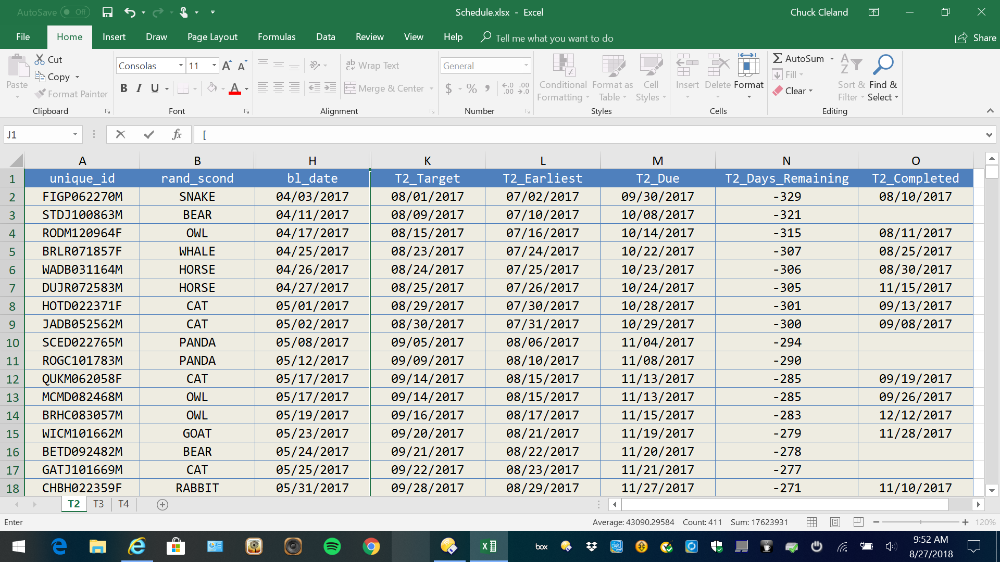 AutoSave Off Schedule.xlsx - Excel Chuck Cleland
File Home Insert Draw Page Layout Formulas Data Review View Help Tell me what you want to do Share
Paste Cut Copy Format Painter
Clipboard
Consolas 11 A A
B I U A
Font
ab c Wrap Text
Merge & Center
Alignment
General
$ % , .0 .00 .00 .0
Number
Conditional Formatting Format as Table Cell Styles
Styles
Insert Delete Format
Cells
AutoSum Fill Clear A Z Sort & Filter Find & Select
Editing
J1 fx [
A B H K L M N O
1 unique_id rand_scond bl_date T2_Target T2_Earliest T2_Due T2_Days_Remaining T2_Completed
2 FIGP062270M SNAKE 04/03/2017 08/01/2017 07/02/2017 09/30/2017 -329 08/10/2017
3 STDJ100863M BEAR 04/11/2017 08/09/2017 07/10/2017 10/08/2017 -321
4 RODM120964F OWL 04/17/2017 08/15/2017 07/16/2017 10/14/2017 -315 08/11/2017
5 BRLR071857F WHALE 04/25/2017 08/23/2017 07/24/2017 10/22/2017 -307 08/25/2017
6 WADB031164M HORSE 04/26/2017 08/24/2017 07/25/2017 10/23/2017 -306 08/30/2017
7 DUJR072583M HORSE 04/27/2017 08/25/2017 07/26/2017 10/24/2017 -305 11/15/2017
8 HOTD022371F CAT 05/01/2017 08/29/2017 07/30/2017 10/28/2017 -301 09/13/2017
9 JADB052562M CAT 05/02/2017 08/30/2017 07/31/2017 10/29/2017 -300 09/08/2017
10 SCED022765M PANDA 05/08/2017 09/05/2017 08/06/2017 11/04/2017 -294
11 ROGC101783M PANDA 05/12/2017 09/09/2017 08/10/2017 11/08/2017 -290
12 QUKM062058F CAT 05/17/2017 09/14/2017 08/15/2017 11/13/2017 -285 09/19/2017
13 MCMD082468M OWL 05/17/2017 09/14/2017 08/15/2017 11/13/2017 -285 09/26/2017
14 BRHC083057M OWL 05/19/2017 09/16/2017 08/17/2017 11/15/2017 -283 12/12/2017
15 WICM101662M GOAT 05/23/2017 09/20/2017 08/21/2017 11/19/2017 -279 11/28/2017
16 BETD092482M BEAR 05/24/2017 09/21/2017 08/22/2017 11/20/2017 -278
17 GATJ101669M CAT 05/25/2017 09/22/2017 08/23/2017 11/21/2017 -277
18 CHBH022359F RABBIT 05/31/2017 09/28/2017 08/29/2017 11/27/2017 -271 11/10/2017
T2 T3 T4
Enter Average: 43090.29584 Count: 411 Sum: 17623931 120%
box 9:52 AM
8/27/2018